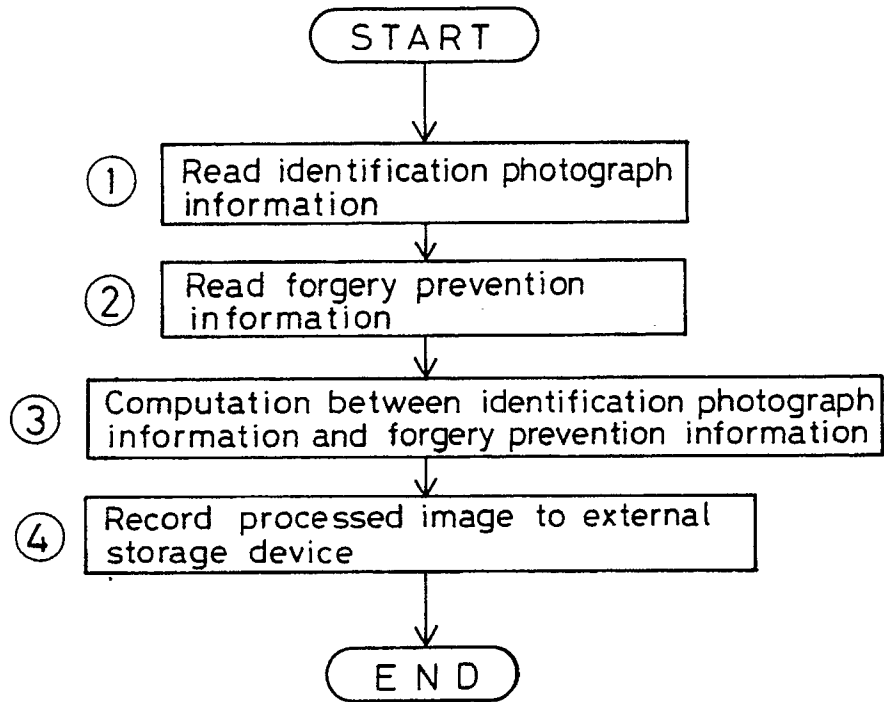 START
① Read identification photograph
information
② Read forgery prevention
information
③ Computation between identification photograph
information and forgery prevention information
④ Record processed image to external
storage device
END